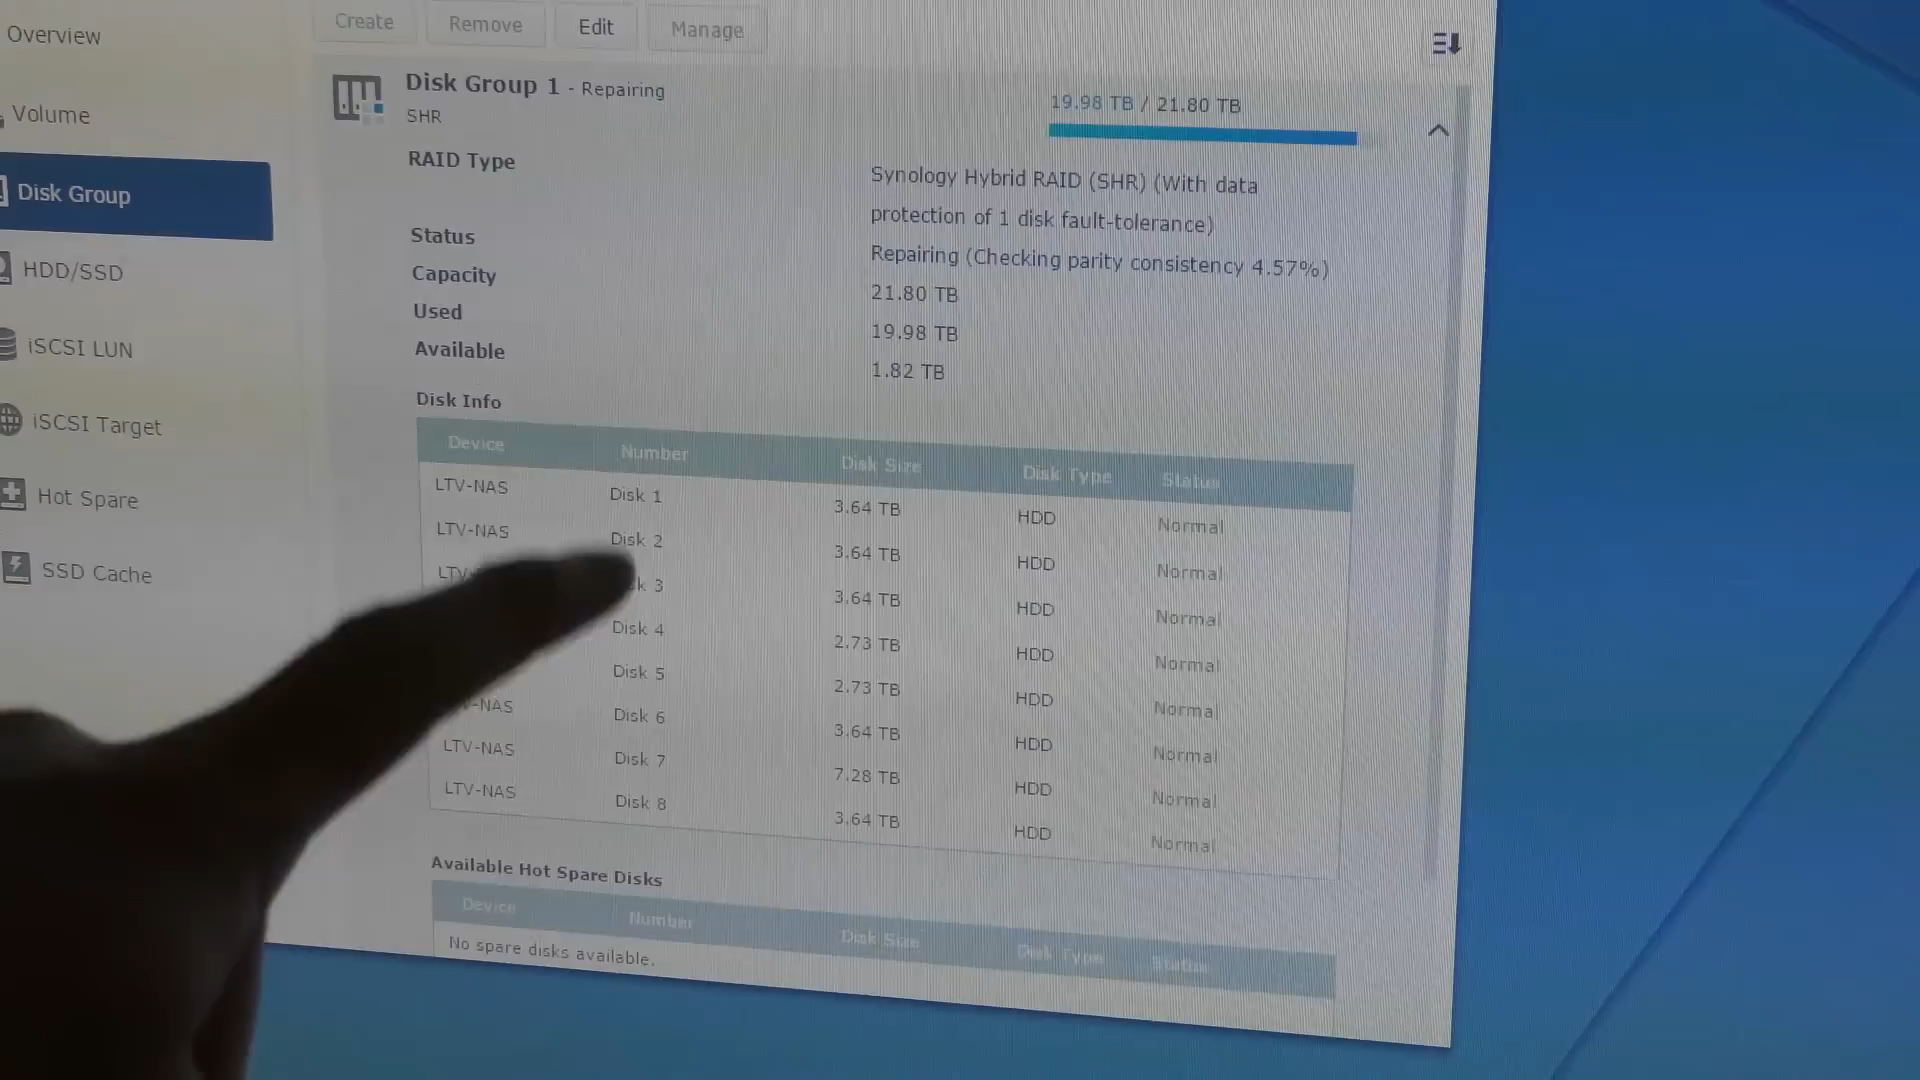 Overview
Volume
Disk Group
HDD/SSD
iSCSI LUN
iSCSI Target
Hot Spare
SSD Cache
Create Remove Edit Manage
Disk Group 1 - Repairing
SHR
19.98 TB / 21.80 TB
RAID Type Synology Hybrid RAID (SHR) (With data
protection of 1 disk fault-tolerance)
Status Repairing (Checking parity consistency 4.57%)
Capacity 21.80 TB
Used 19.98 TB
Available 1.82 TB
Disk Info
Device Number Disk Size Disk Type Status
LTV-NAS Disk 1 3.64 TB HDD Normal
LTV-NAS Disk 2 3.64 TB HDD Normal
3 3.64 TB HDD Normal
Disk 4 2.73 TB HDD Normal
Disk 5 2.73 TB HDD Normal
-NAS Disk 6 3.64 TB HDD Normal
LTV-NAS Disk 7 7.28 TB HDD Normal
LTV-NAS Disk 8 3.64 TB HDD Normal
Available Hot Spare Disks
Device Number Disk Size Disk Type Status
No spare disks available.